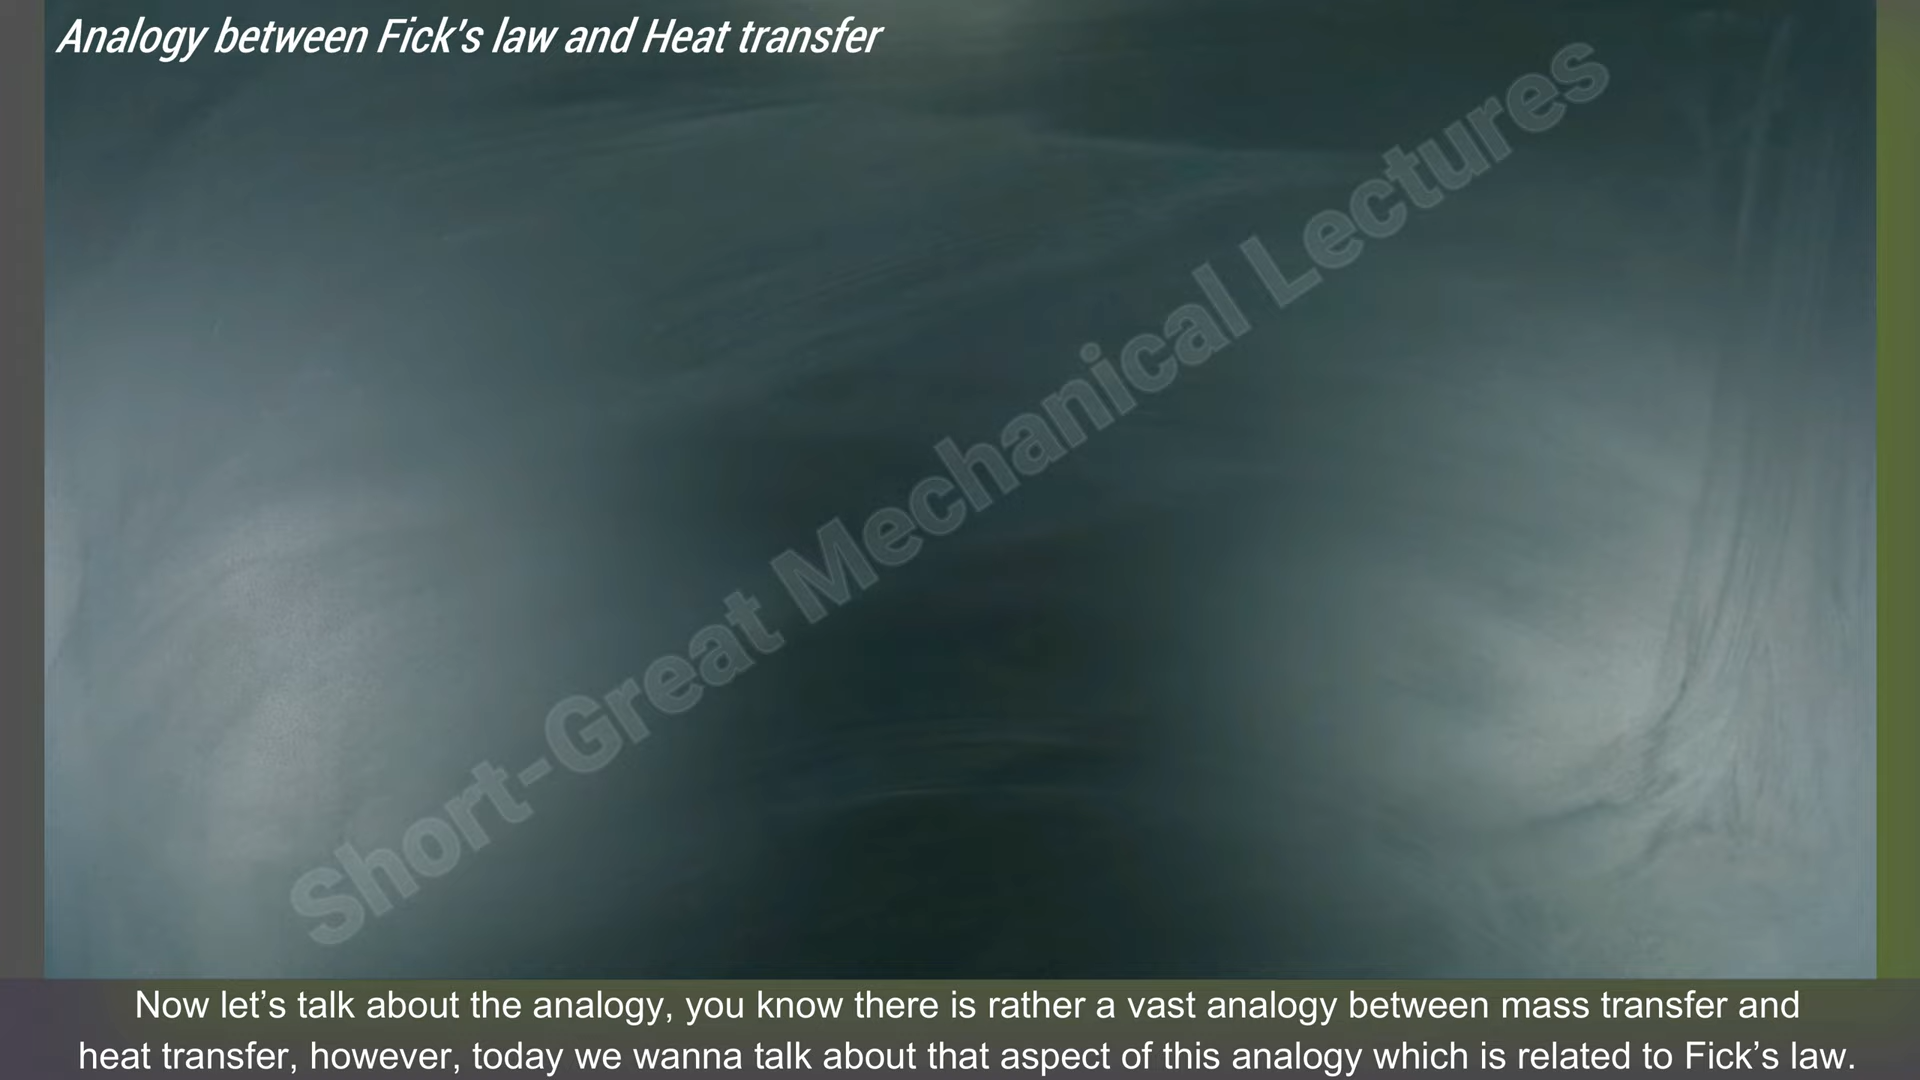 Analogy between Fick's law and Heat transfer
Short-Great Mechanical Lectures
Now let’s talk about the analogy, you know there is rather a vast analogy between mass transfer and
heat transfer, however, today we wanna talk about that aspect of this analogy which is related to Fick’s law.